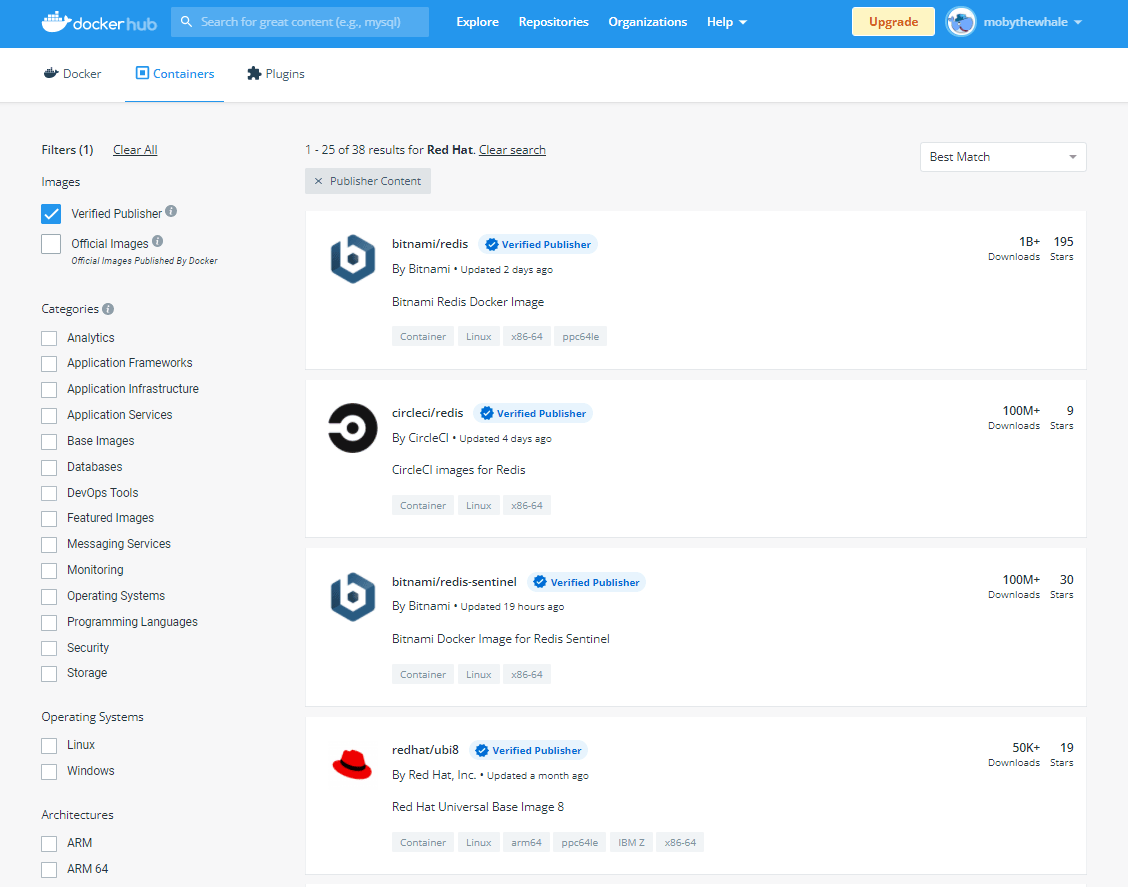 docker hub
Search for great content (e.g., mysql)
Explore
Repositories
Organizations
Help
Upgrade
mobythewhale
Docker
Containers
Plugins
Filters (1)
Clear All
Images
Verified Publisher
Official Images
Official Images Published By Docker
Categories
Analytics
Application Frameworks
Application Infrastructure
Application Services
Base Images
Databases
DevOps Tools
Featured Images
Messaging Services
Monitoring
Operating Systems
Programming Languages
Security
Storage
Operating Systems
Linux
Windows
Architectures
ARM
ARM 64
1 - 25 of 38 results for Red Hat. Clear search
Best Match
Publisher Content
bitnami/redis Verified Publisher
By Bitnami • Updated 2 days ago
Bitnami Redis Docker Image
Container Linux x86-64 ppc64le
1B+ 195
Downloads Stars
circleci/redis Verified Publisher
By CircleCI • Updated 4 days ago
CircleCI images for Redis
Container Linux x86-64
100M+ 9
Downloads Stars
bitnami/redis-sentinel Verified Publisher
By Bitnami • Updated 19 hours ago
Bitnami Docker Image for Redis Sentinel
Container Linux x86-64
100M+ 30
Downloads Stars
redhat/ubi8 Verified Publisher
By Red Hat, Inc. • Updated a month ago
Red Hat Universal Base Image 8
Container Linux arm64 ppc64le IBM Z x86-64
50K+ 19
Downloads Stars